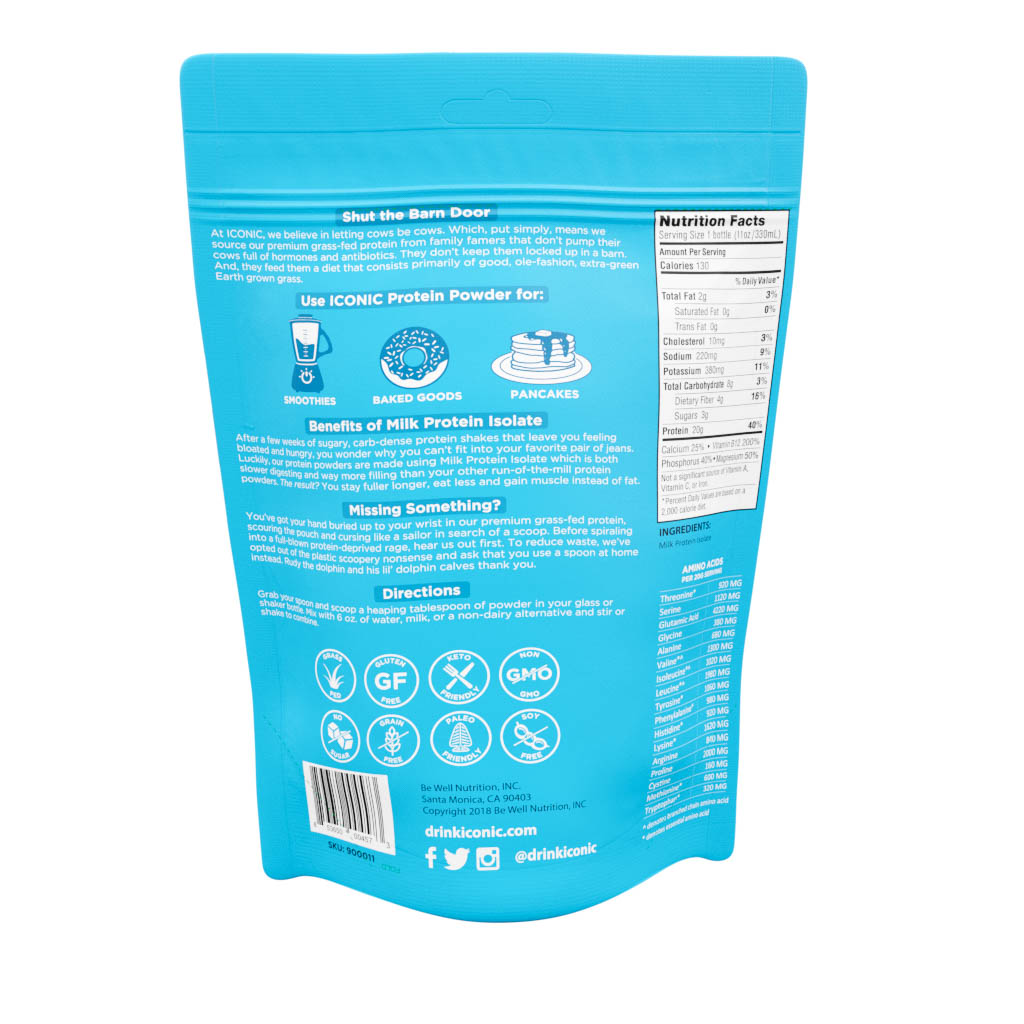 Shut the Barn Door
At ICONIC, we believe in letting cows be cows. Which, put simply, means we
source our premium grass-fed protein from family famers that don't pump their
cows full of hormones and antibiotics. They don't keep them locked up in a barn.
And, they feed them a diet that consists primarily of good, ole-fashion, extra-green
Earth grown grass.
Use ICONIC Protein Powder for:
SMOOTHIES
BAKED GOODS
PANCAKES
Benefits of Milk Protein Isolate
After a few weeks of sugary, carb-dense protein shakes that leave you feeling
bloated and hungry, you wonder why you can't fit into your favorite pair of jeans.
Luckily, our protein powders are made using Milk Protein Isolate which is both
slower digesting and way more filling than your other run-of-the-mill protein
powders. The result? You stay fuller longer, eat less and gain muscle instead of fat.
Missing Something?
You've got your hand buried up to your wrist in our premium grass-fed protein,
scouring the pouch and cursing like a sailor in search of a scoop. Before spiraling
into a full-blown protein-deprived rage, hear us out first. To reduce waste, we've
opted out of the plastic scoopery nonsense and ask that you use a spoon at home
instead. Rudy the dolphin and his lil' dolphin calves thank you.
Directions
Grab your spoon and scoop a heaping tablespoon of powder in your glass or
shaker bottle. Mix with 6 oz. of water, milk, or a non-dairy alternative and stir or
shake to combine.
GRASS
FED
GLUTEN
GF
FREE
KETO
FRIENDLY
NON
GMO
GMO
NO
SUGAR
GRAIN
FREE
PALEO
FRIENDLY
SOY
FREE
00457
3
SKU: 900011
FOLD
Be Well Nutrition, INC.
Santa Monica, CA 90403
Copyright 2018 Be Well Nutrition, INC
drinkiconic.com
@drinkiconic
Nutrition Facts
Serving Size 1 bottle (11oz/330mL)
Amount Per Serving
Calories 130
% Daily Value*
Total Fat 2g 3%
Saturated Fat 0g 0%
Trans Fat 0g
Cholesterol 10mg 3%
Sodium 220mg 9%
Potassium 380mg 11%
Total Carbohydrate 8g 3%
Dietary Fiber 4g 16%
Sugars 3g
Protein 20g 40%
Calcium 25% • Vitamin B12 200%
Phosphorus 40% • Magnesium 50%
Not a significant source of Vitamin A,
Vitamin C, or Iron.
*Percent Daily Values are based on a
2,000 calorie diet.
INGREDIENTS:
Milk Protein Isolate
AMINO ACIDS
PER 20G SERVING
Threonine* 920 MG
Serine 1120 MG
Glutamic Acid 4220 MG
Glycine 380 MG
Alanine 680 MG
Valine*^ 1300 MG
Isoleucine*^ 1020 MG
Leucine*^ 1980 MG
Tyrosine* 1060 MG
Phenylalanine* 980 MG
Histidine* 920 MG
Lysine* 1620 MG
Arginine MG
Proline 2000 MG
Cystine 160 MG
Methionine* 600 MG
Tryptophan* 320 MG
^ denotes branched chain amino acid
* denotes essential amino acid